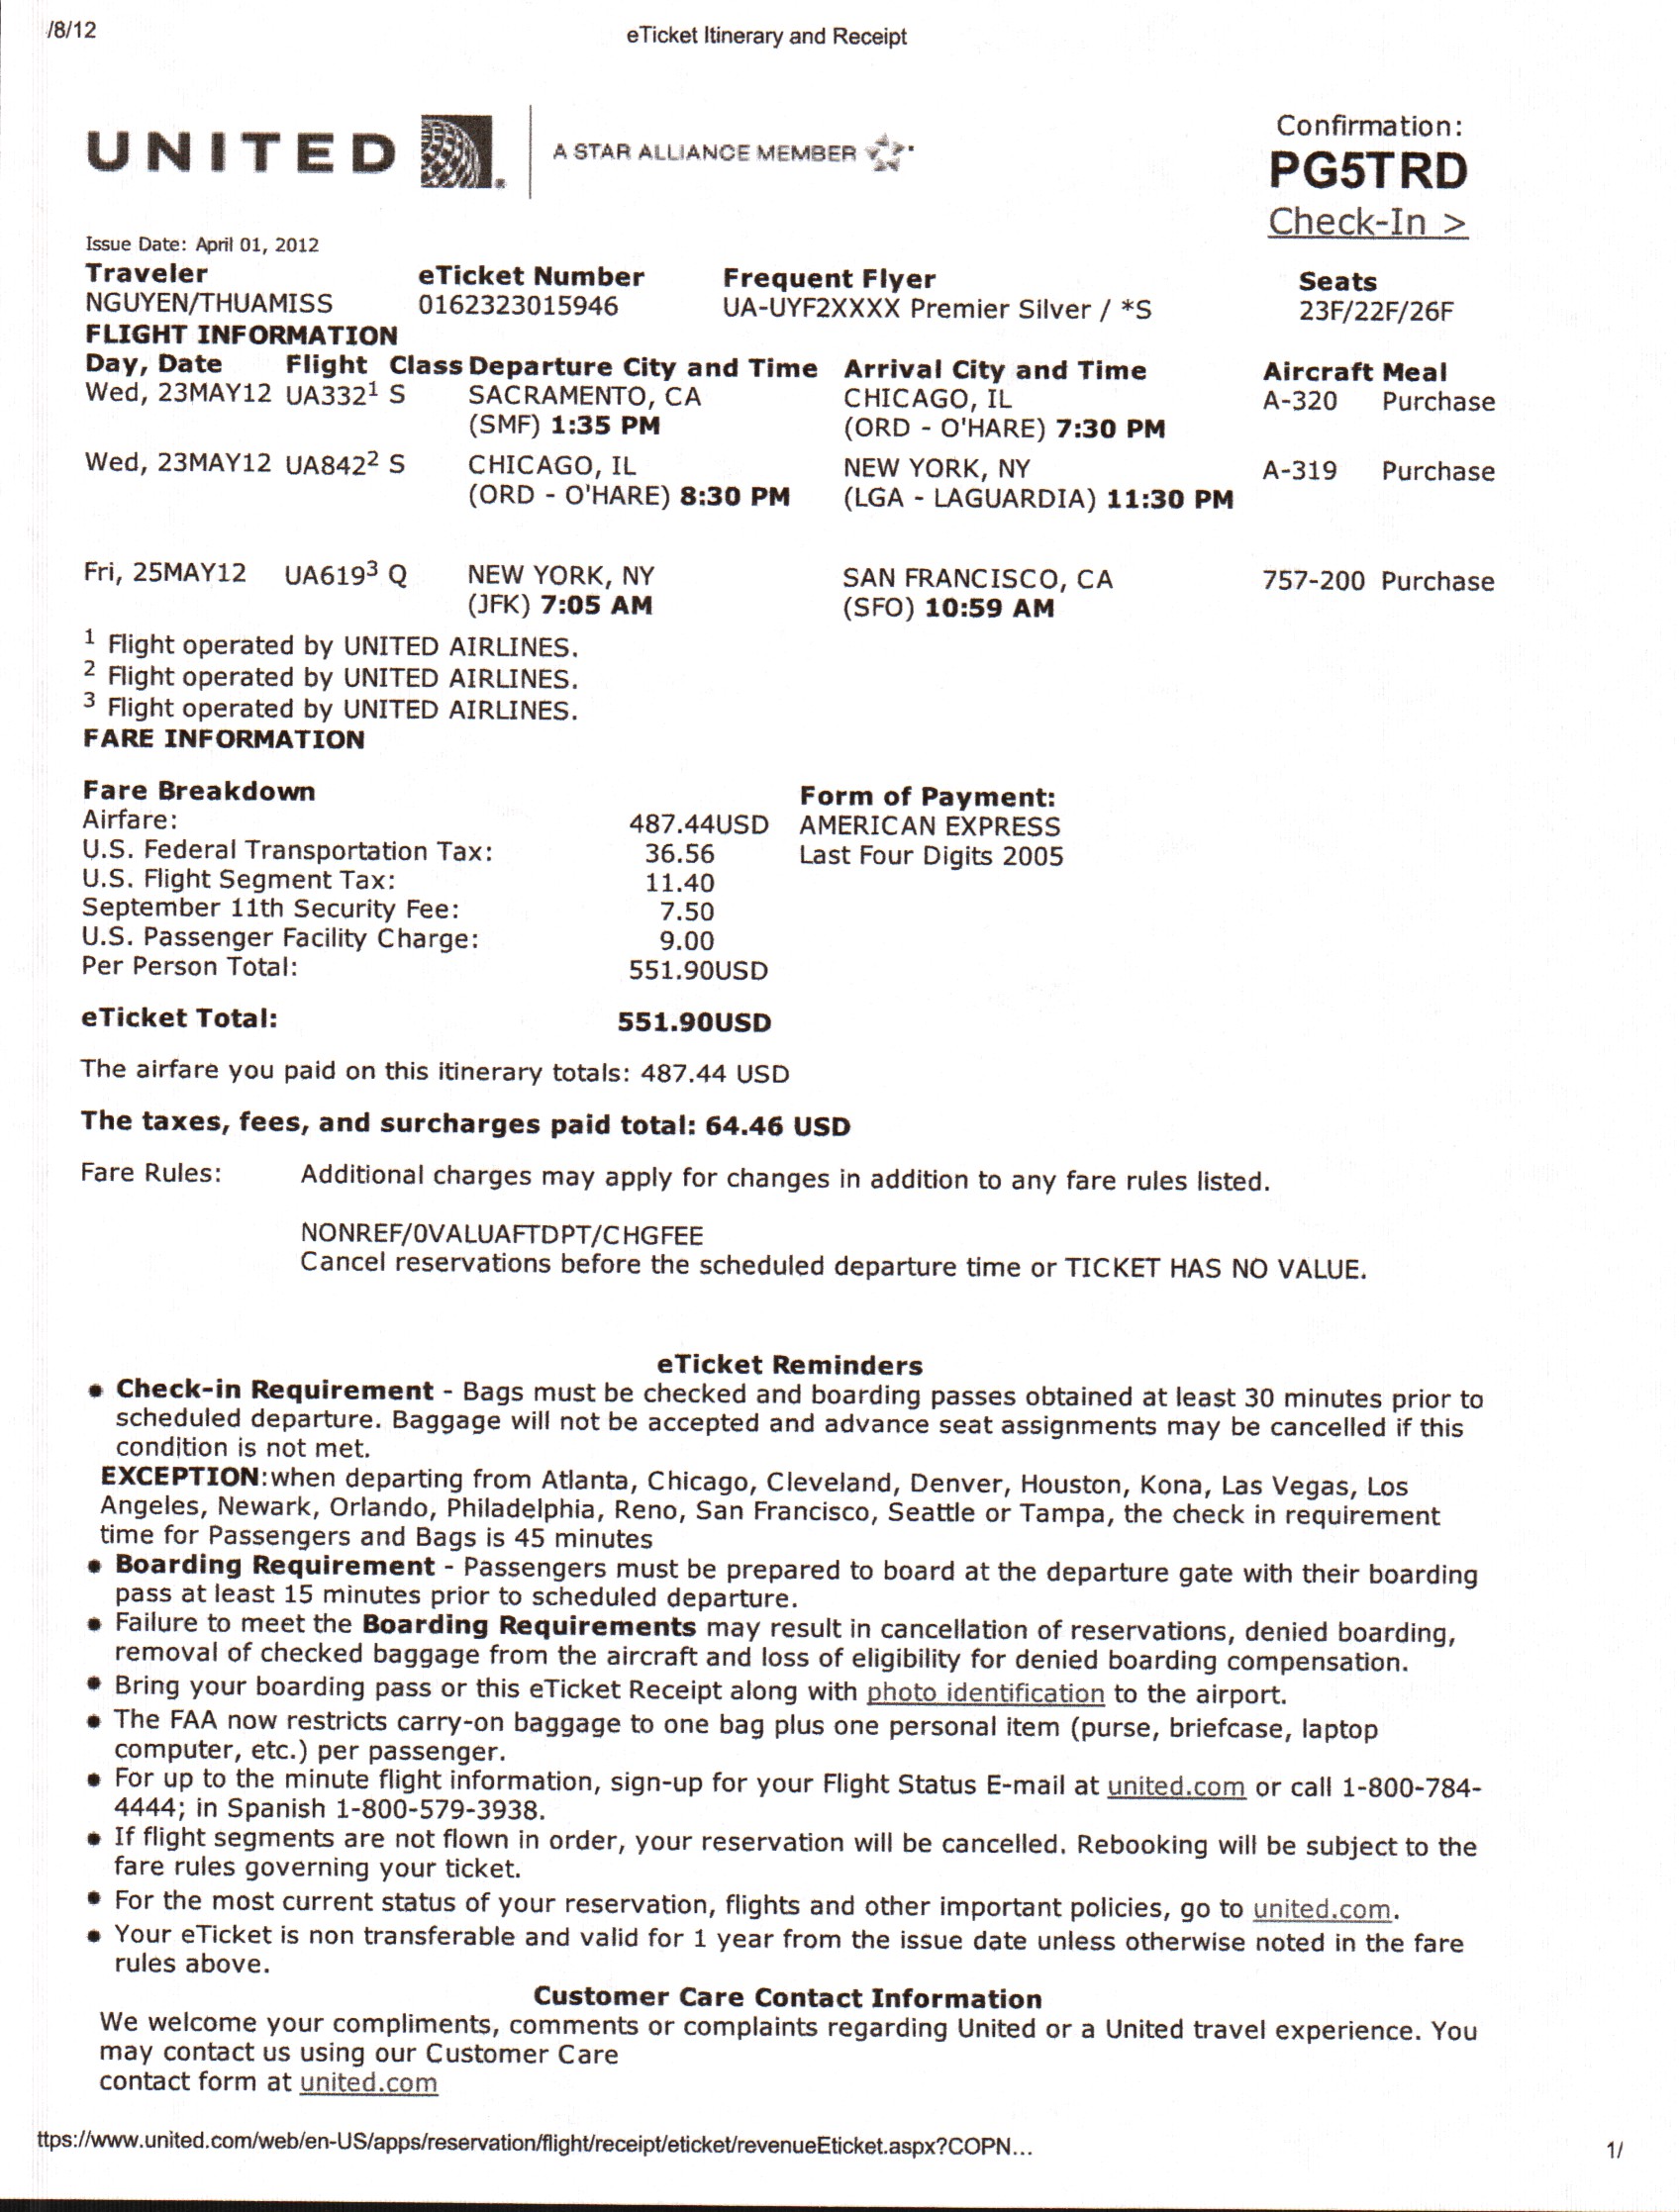 /8/12 eTicket Itinerary and Receipt
UNITED A STAR ALLIANCE MEMBER
Confirmation:
PG5TRD
Check-In >
Issue Date: April 01, 2012
Traveler eTicket Number Frequent Flyer Seats
NGUYEN/THUAMISS 0162323015946 UA-UYF2XXXX Premier Silver / *S 23F/22F/26F
FLIGHT INFORMATION
Day, Date Flight Class Departure City and Time Arrival City and Time Aircraft Meal
Wed, 23MAY12 UA332¹ S SACRAMENTO, CA CHICAGO, IL A-320 Purchase
(SMF) 1:35 PM (ORD - O'HARE) 7:30 PM
Wed, 23MAY12 UA842² S CHICAGO, IL NEW YORK, NY A-319 Purchase
(ORD - O'HARE) 8:30 PM (LGA - LAGUARDIA) 11:30 PM
Fri, 25MAY12 UA619³ Q NEW YORK, NY SAN FRANCISCO, CA 757-200 Purchase
(JFK) 7:05 AM (SFO) 10:59 AM
¹ Flight operated by UNITED AIRLINES.
² Flight operated by UNITED AIRLINES.
³ Flight operated by UNITED AIRLINES.
FARE INFORMATION
Fare Breakdown Form of Payment:
Airfare: 487.44USD AMERICAN EXPRESS
U.S. Federal Transportation Tax: 36.56 Last Four Digits 2005
U.S. Flight Segment Tax: 11.40
September 11th Security Fee: 7.50
U.S. Passenger Facility Charge: 9.00
Per Person Total: 551.90USD
eTicket Total: 551.90USD
The airfare you paid on this itinerary totals: 487.44 USD
The taxes, fees, and surcharges paid total: 64.46 USD
Fare Rules: Additional charges may apply for changes in addition to any fare rules listed.
NONREF/0VALUAFTDPT/CHGFEE
Cancel reservations before the scheduled departure time or TICKET HAS NO VALUE.
eTicket Reminders
• Check-in Requirement - Bags must be checked and boarding passes obtained at least 30 minutes prior to
scheduled departure. Baggage will not be accepted and advance seat assignments may be cancelled if this
condition is not met.
EXCEPTION:when departing from Atlanta, Chicago, Cleveland, Denver, Houston, Kona, Las Vegas, Los
Angeles, Newark, Orlando, Philadelphia, Reno, San Francisco, Seattle or Tampa, the check in requirement
time for Passengers and Bags is 45 minutes
• Boarding Requirement - Passengers must be prepared to board at the departure gate with their boarding
pass at least 15 minutes prior to scheduled departure.
• Failure to meet the Boarding Requirements may result in cancellation of reservations, denied boarding,
removal of checked baggage from the aircraft and loss of eligibility for denied boarding compensation.
• Bring your boarding pass or this eTicket Receipt along with photo identification to the airport.
• The FAA now restricts carry-on baggage to one bag plus one personal item (purse, briefcase, laptop
computer, etc.) per passenger.
• For up to the minute flight information, sign-up for your Flight Status E-mail at united.com or call 1-800-784-
4444; in Spanish 1-800-579-3938.
• If flight segments are not flown in order, your reservation will be cancelled. Rebooking will be subject to the
fare rules governing your ticket.
• For the most current status of your reservation, flights and other important policies, go to united.com.
• Your eTicket is non transferable and valid for 1 year from the issue date unless otherwise noted in the fare
rules above.
Customer Care Contact Information
We welcome your compliments, comments or complaints regarding United or a United travel experience. You
may contact us using our Customer Care
contact form at united.com
ttps://www.united.com/web/en-US/apps/reservation/flight/receipt/eticket/revenueEticket.aspx?COPN... 1/